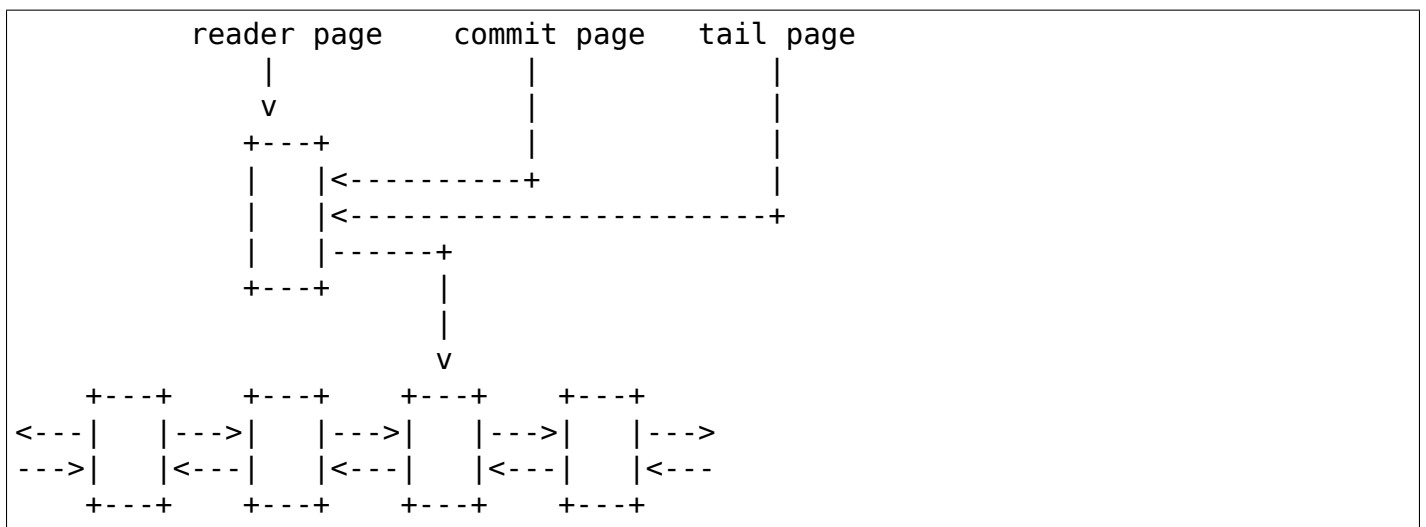 reader page    commit page   tail page
                 |              |             |
                 v              |             |
               +---+            |             |
               |   |<----------+             |
               |   |<------------------------+
               |   |------+
               +---+      |
                          |
                          v
    +---+    +---+    +---+    +---+
<---|   |--->|   |--->|   |--->|   |--->
--->|   |<---|   |<---|   |<---|   |<---
    +---+    +---+    +---+    +---+